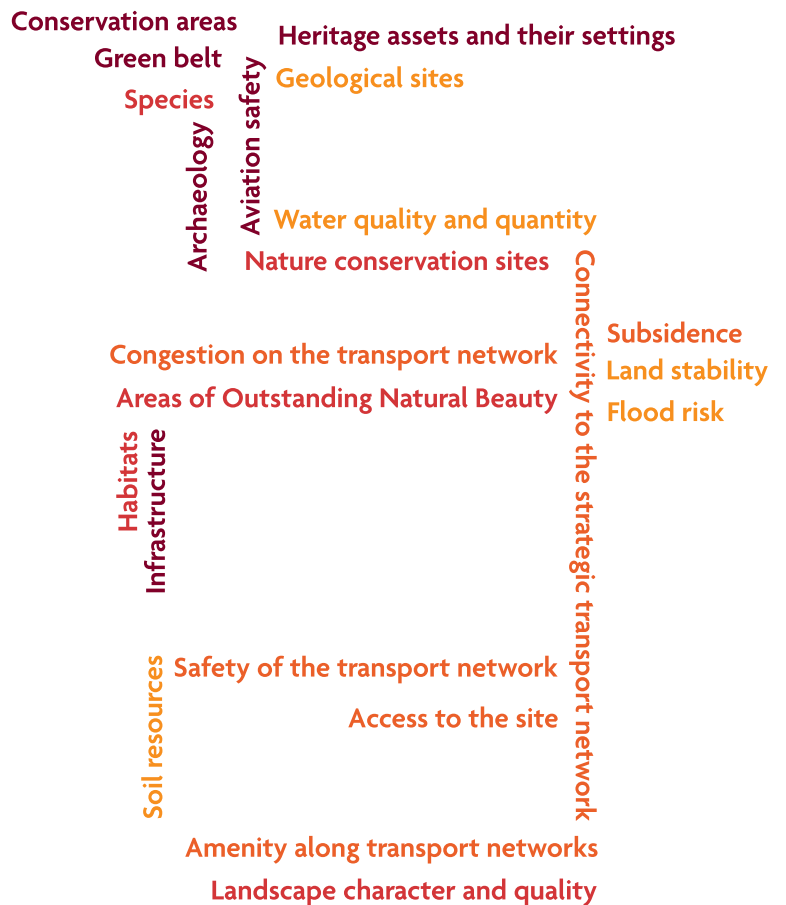 Conservation areas
Heritage assets and their settings
Green belt
Aviation safety
Geological sites
Species
Archaeology
Water quality and quantity
Nature conservation sites
Connectivity to the strategic transport network
Subsidence
Congestion on the transport network
Land stability
Areas of Outstanding Natural Beauty
Flood risk
Habitats
Infrastructure
Soil resources
Safety of the transport network
Access to the site
Amenity along transport networks
Landscape character and quality